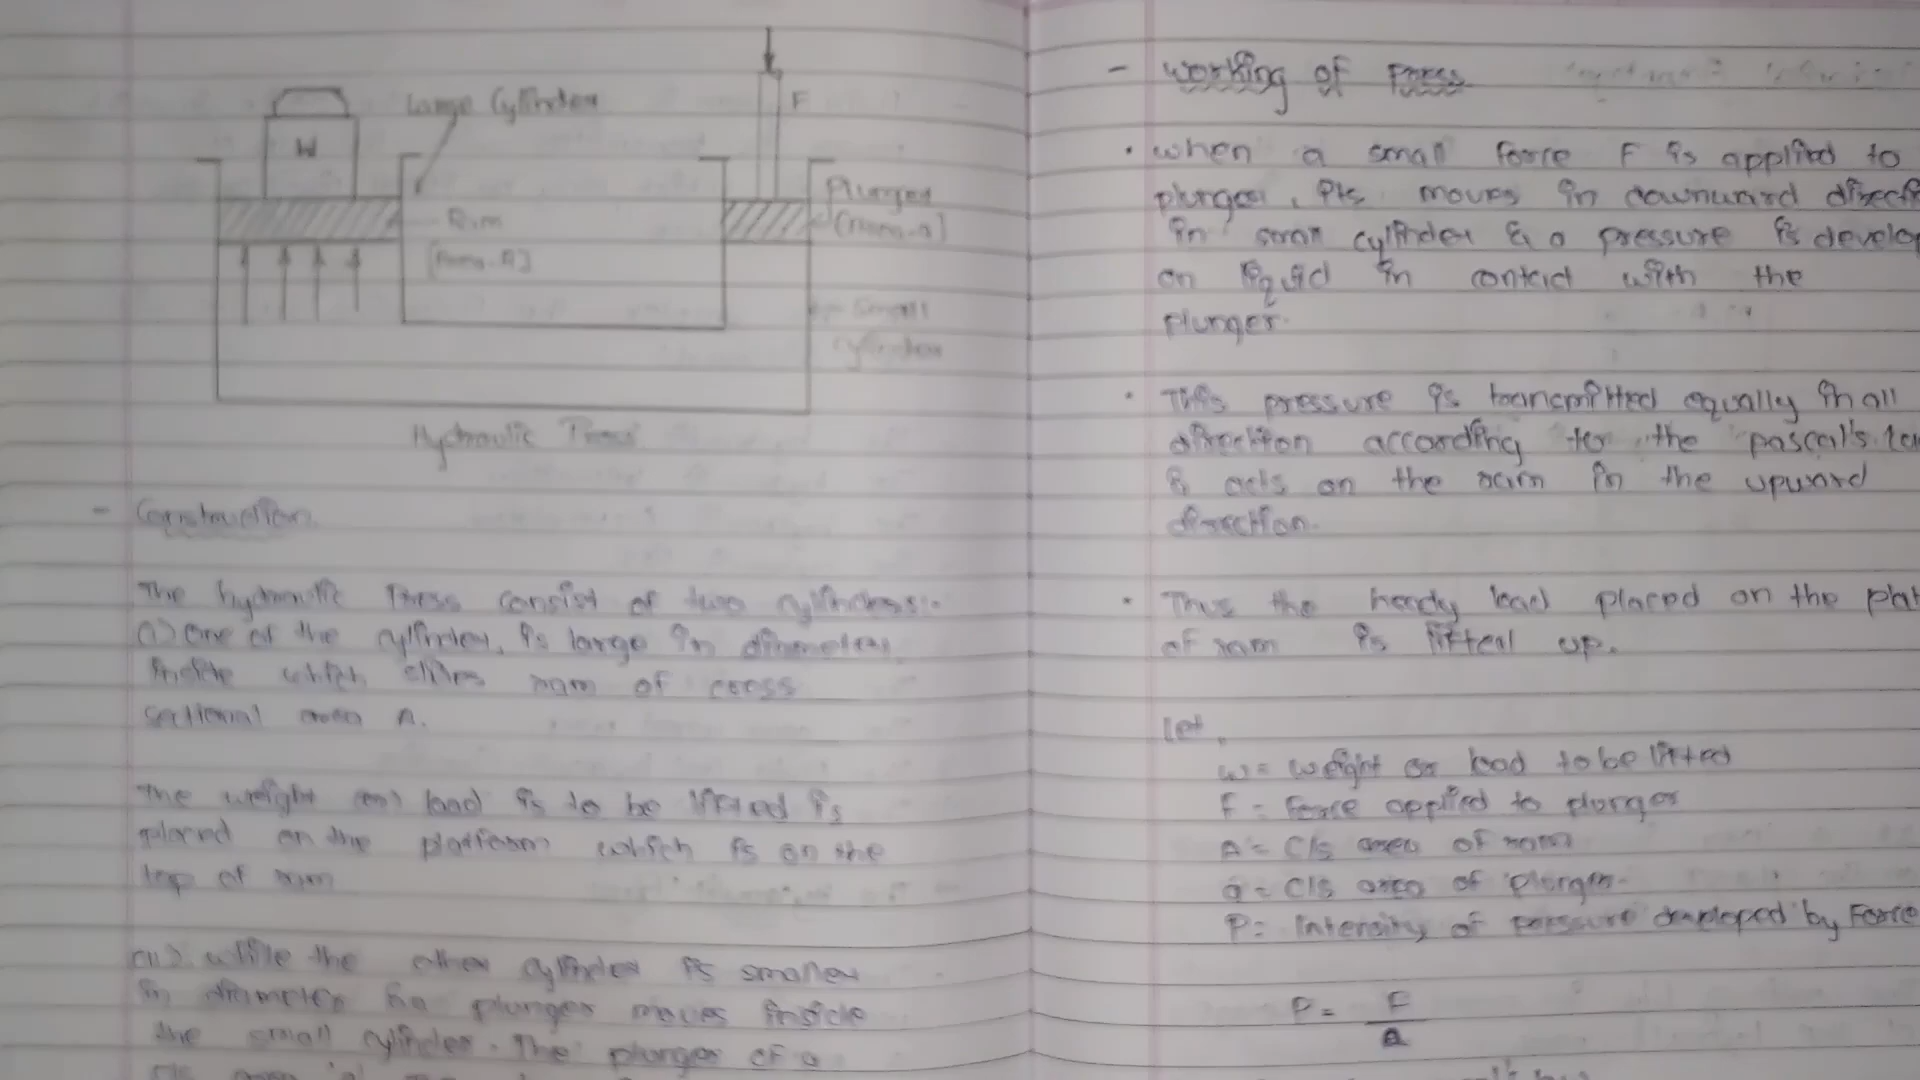 Large Cylinder
F
W
Plunger
Ram
(Area-a)
(Area-A)
Small
cylinder
Hydraulic Press
- Construction
The hydraulic Press consist of two cylinders:-
(i) One of the cylinder, is large in diameter
inside which slides ram of cross
sectional area A.
The weight (or) load is to be lifted is
placed on the platform which is on the
top of ram
(ii) while the other cylinder is smaller
in diameter & a plunger moves inside
the small cylinder. The plunger of a
- Working of Press
• When a small force F is applied to
plunger, its moves in downward directi
in small cylinder & a pressure is develop
on liquid in contact with the
plunger.
• This pressure is transmitted equally in all
direction according to the pascal's law
& acts on the ram in the upward
direction.
• Thus the heady load placed on the plat
of ram is lifted up.
let,
W = weight or load to be lifted
F = Force applied to plunger
A = C/s area of ram
a = C/s area of plunger.
P = Intensity of pressure developed by Force
P = F
a